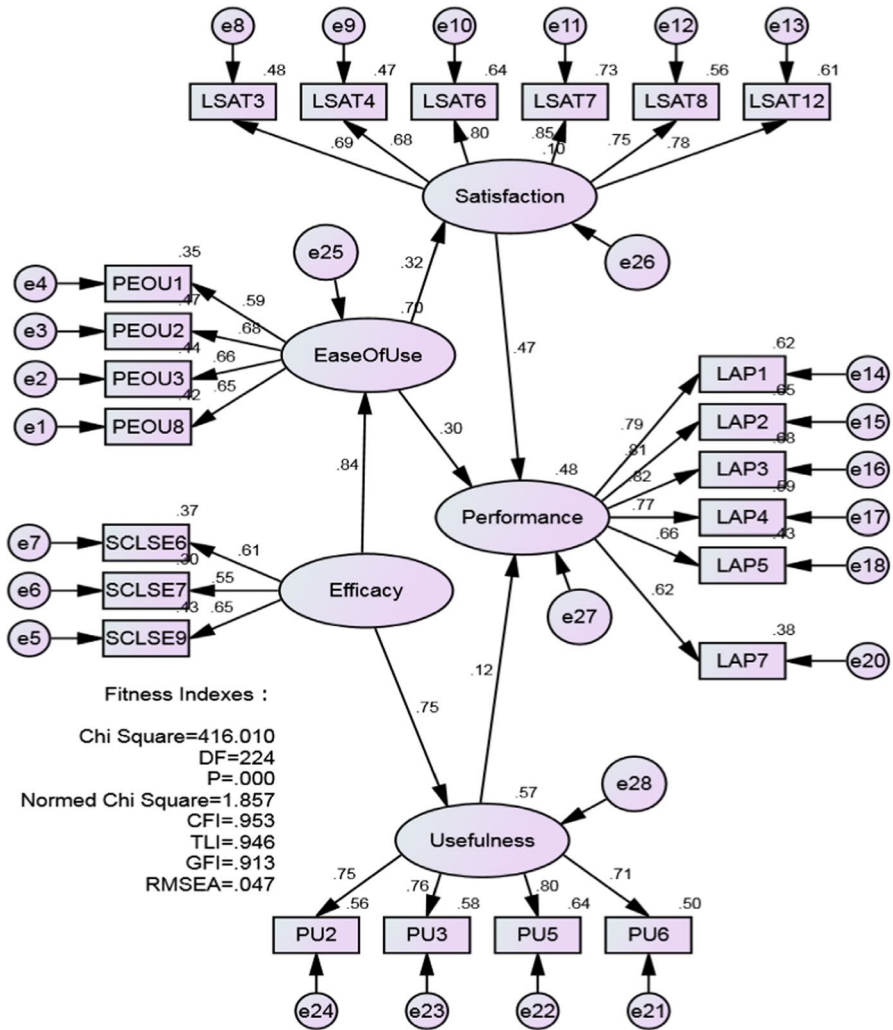 e8 e9 e10 e11 e12 e13
.48 .47 .64 .73 .56 .61
LSAT3 LSAT4 LSAT6 LSAT7 LSAT8 LSAT12
.69 .68 .80 .85 .10 .75 .78
Satisfaction
e25 e26
.35
e4 PEOU1 .59 .32
.47
e3 PEOU2 .68 .70
.44
e2 PEOU3 .66 EaseOfUse .47
.42
e1 PEOU8 .65
.30
.84
.62
LAP1 e14
.79 .65
LAP2 e15
.81 .68
LAP3 e16
.82 .59
.48
Performance .77 LAP4 e17
.43
.66 LAP5 e18
.62 .38
LAP7 e20
e27
.37
e7 SCLSE6 .61
.30
e6 SCLSE7 .55 Efficacy
.43
e5 SCLSE9 .65
.12
.75
Fitness Indexes :
Chi Square=416.010
DF=224
P=.000
Normed Chi Square=1.857
CFI=.953
TLI=.946
GFI=.913
RMSEA=.047
e28
.57
Usefulness
.75 .76 .80 .71
.56 .58 .64 .50
PU2 PU3 PU5 PU6
e24 e23 e22 e21